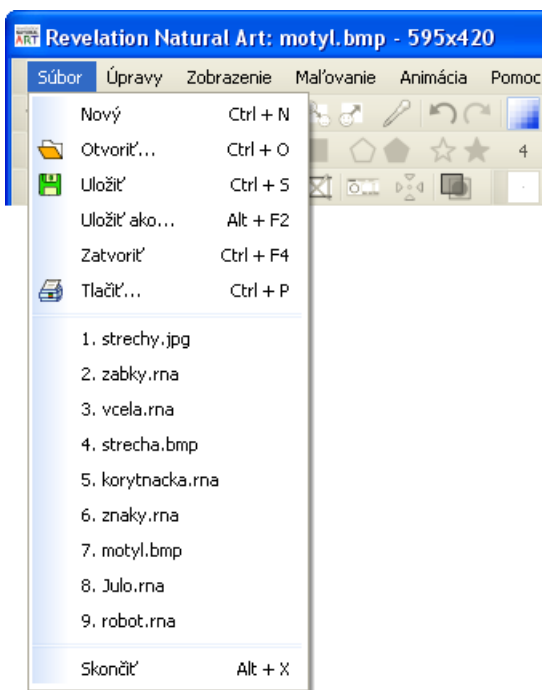 Revelation Natural Art: motyl.bmp - 595x420
Súbor Úpravy Zobrazenie Maľovanie Animácia Pomoc
Nový Ctrl + N
Otvoriť... Ctrl + O
4
Uložiť Ctrl + S
Uložiť ako... Alt + F2
Zatvoriť Ctrl + F4
Tlačiť... Ctrl + P
1. strechy.jpg
2. zabky.rna
3. vcela.rna
4. strecha.bmp
5. korytnacka.rna
6. znaky.rna
7. motyl.bmp
8. Julo.rna
9. robot.rna
Skončiť Alt + X